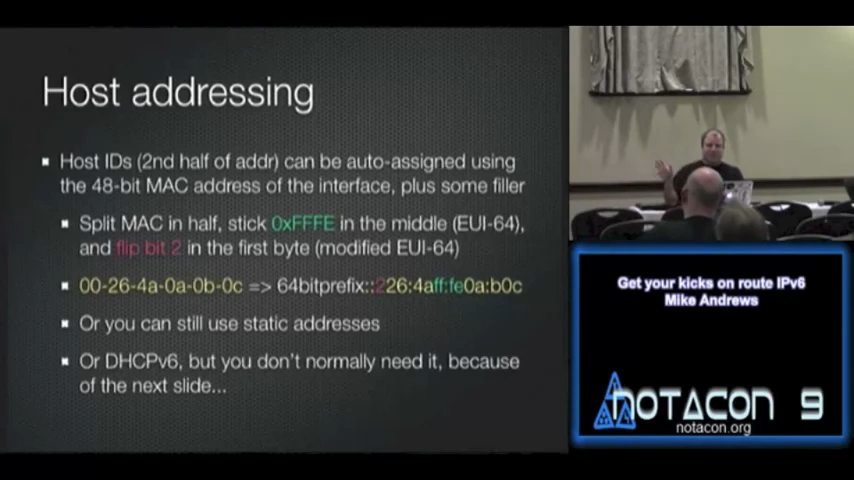 Host addressing
Host IDs (2nd half of addr) can be auto-assigned using
the 48-bit MAC address of the interface, plus some filler
Split MAC in half, stick 0xFFFE in the middle (EUI-64),
and flip bit 2 in the first byte (modified EUI-64)
00-26-4a-0a-0b-0c => 64bitprefix::226:4aff:fe0a:b0c
Or you can still use static addresses
Or DHCPv6, but you don't normally need it, because
of the next slide...
Get your kicks on route IPv6
Mike Andrews
NOTACON 9
notacon.org